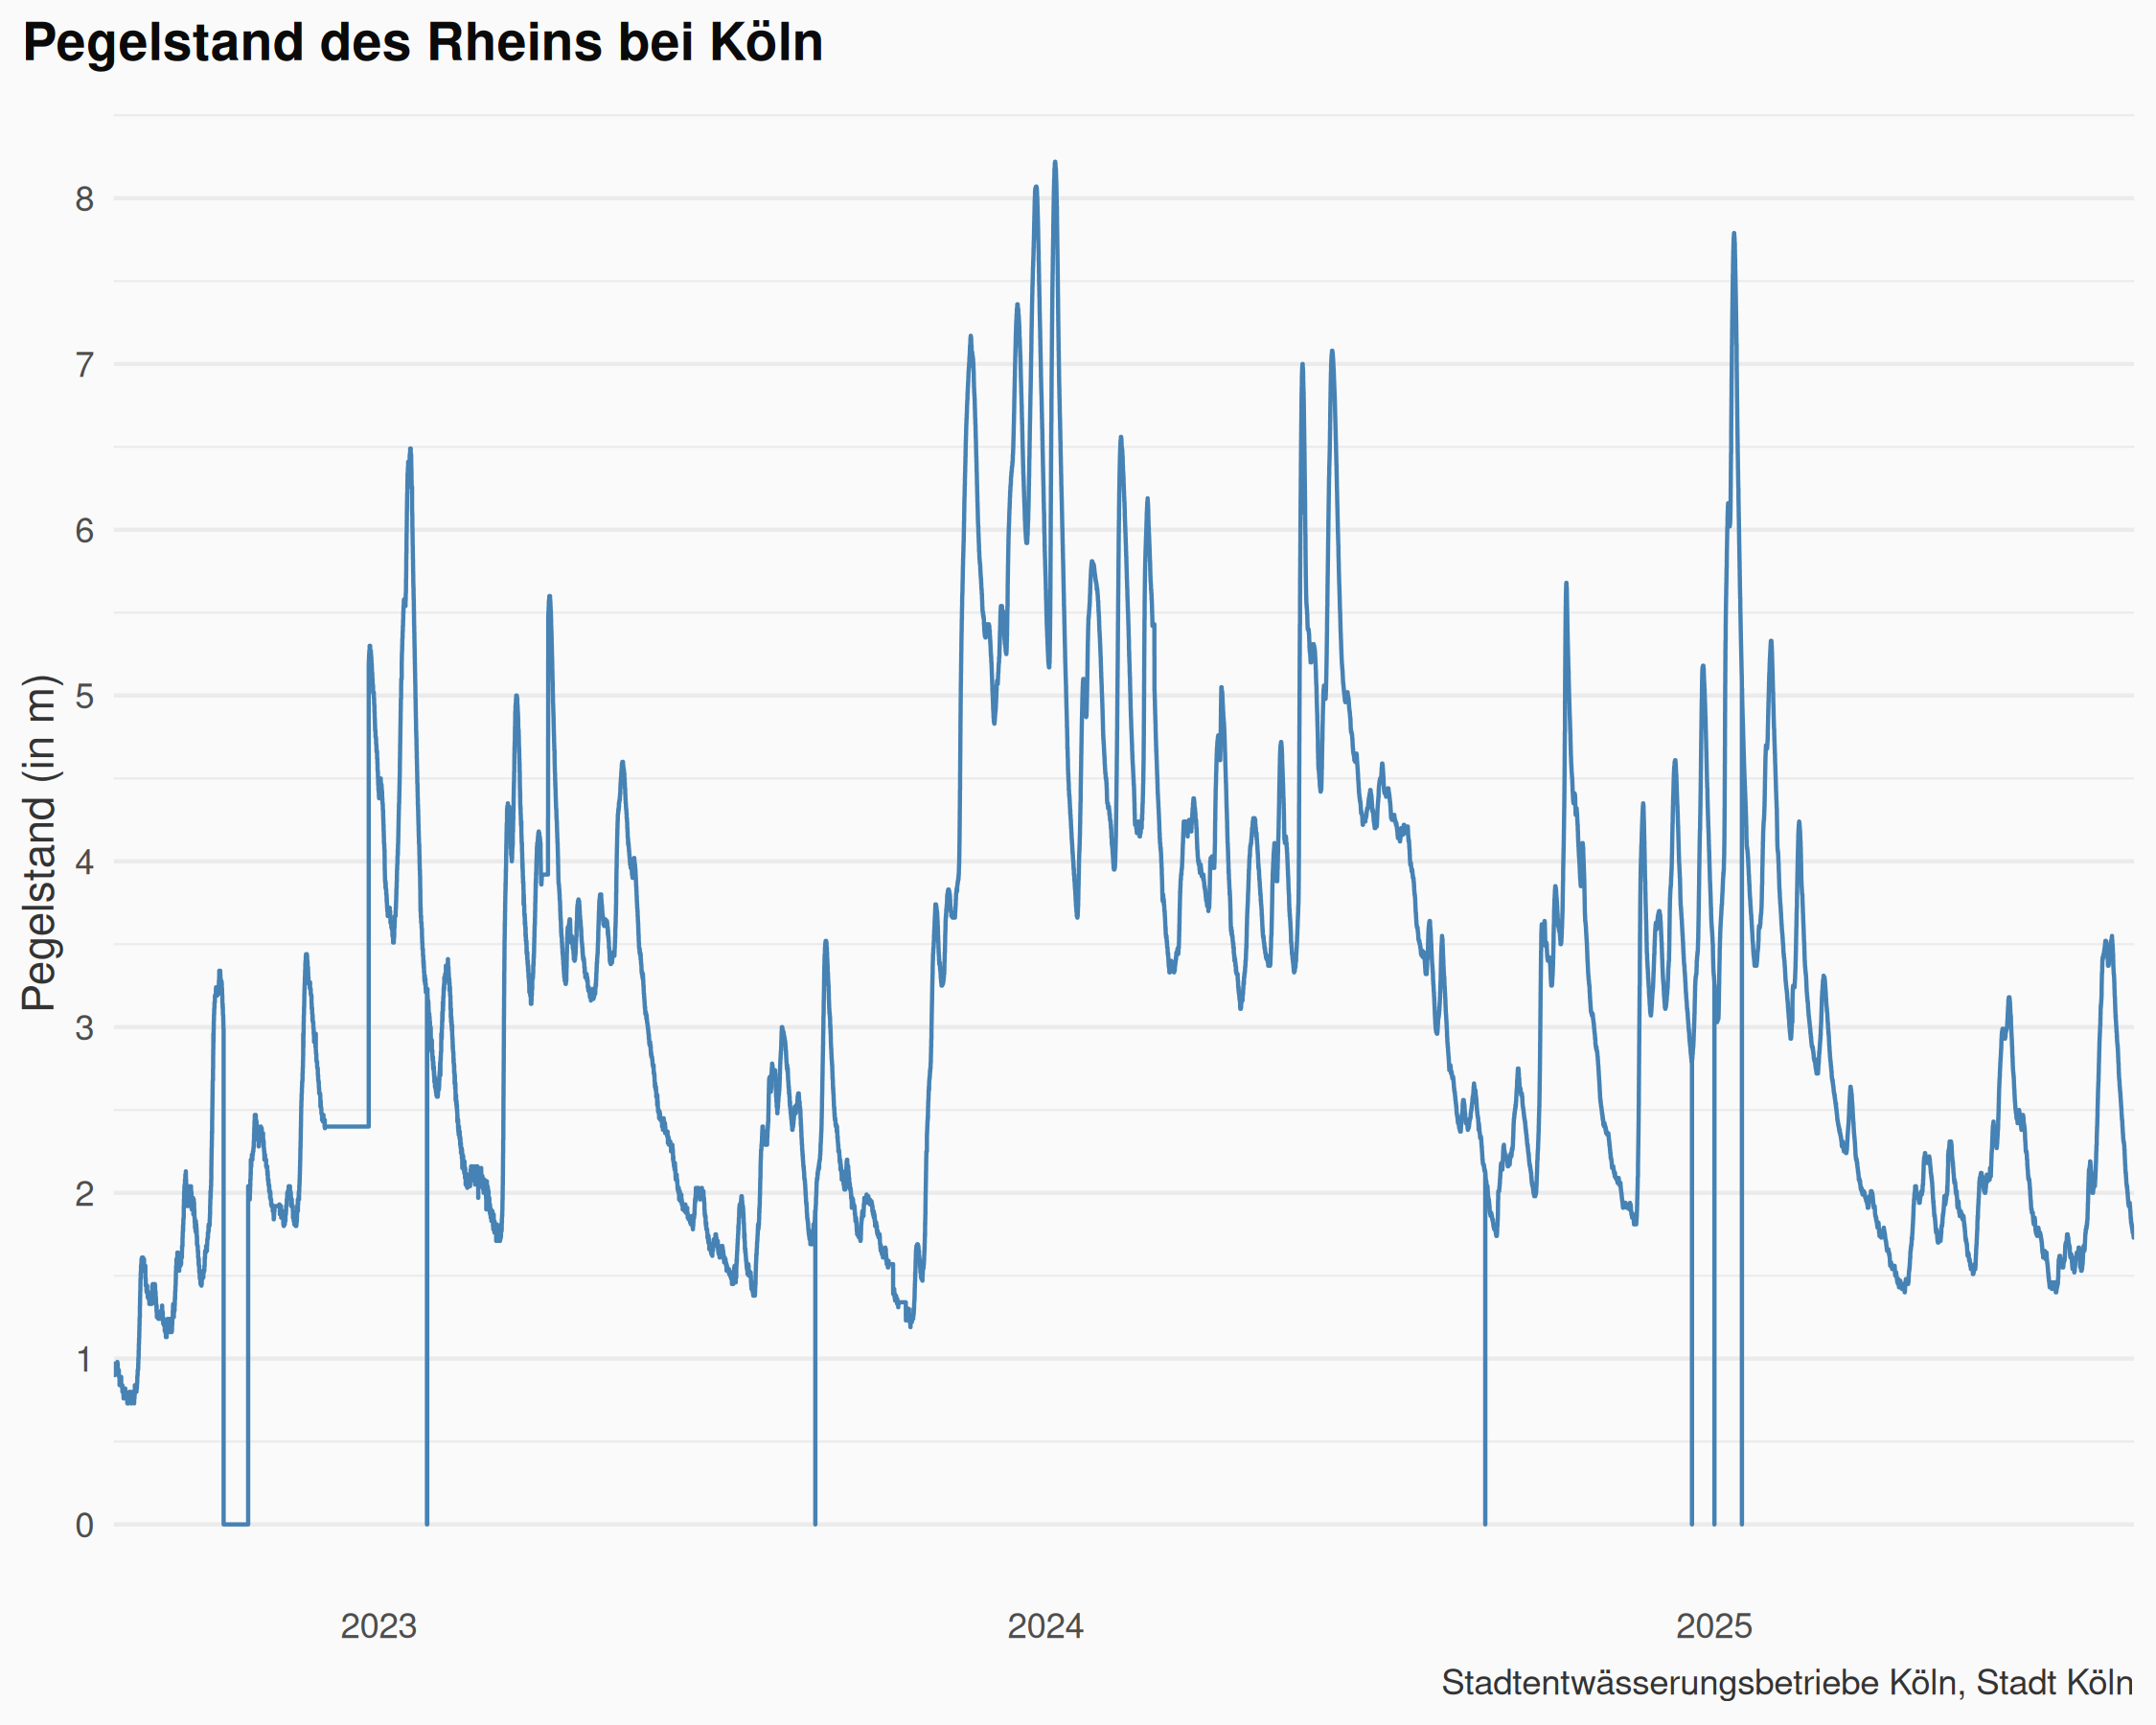 Pegelstand des Rheins bei Köln
Pegelstand (in m)
8
7
6
5
4
3
2
1
0
2023 2024 2025
Stadtentwässerungsbetriebe Köln, Stadt Köln